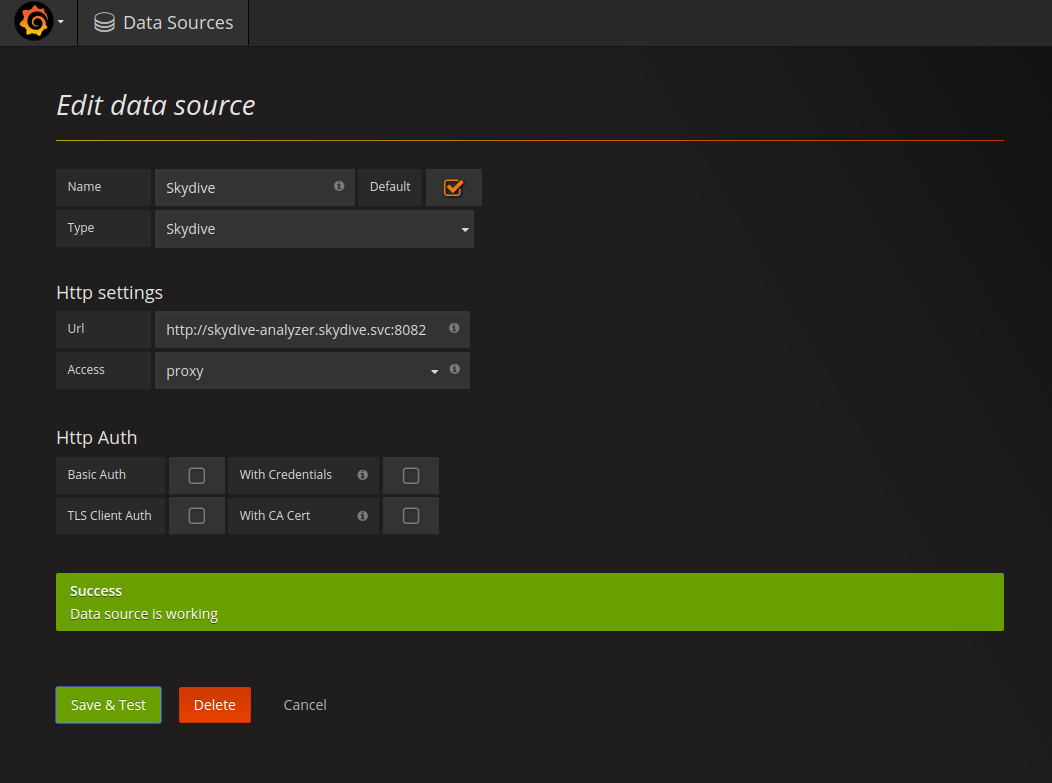 Data Sources
Edit data source
Name Skydive Default
Type Skydive
Http settings
Url http://skydive-analyzer.skydive.svc:8082
Access proxy
Http Auth
Basic Auth With Credentials
TLS Client Auth With CA Cert
Success
Data source is working
Save & Test Delete Cancel